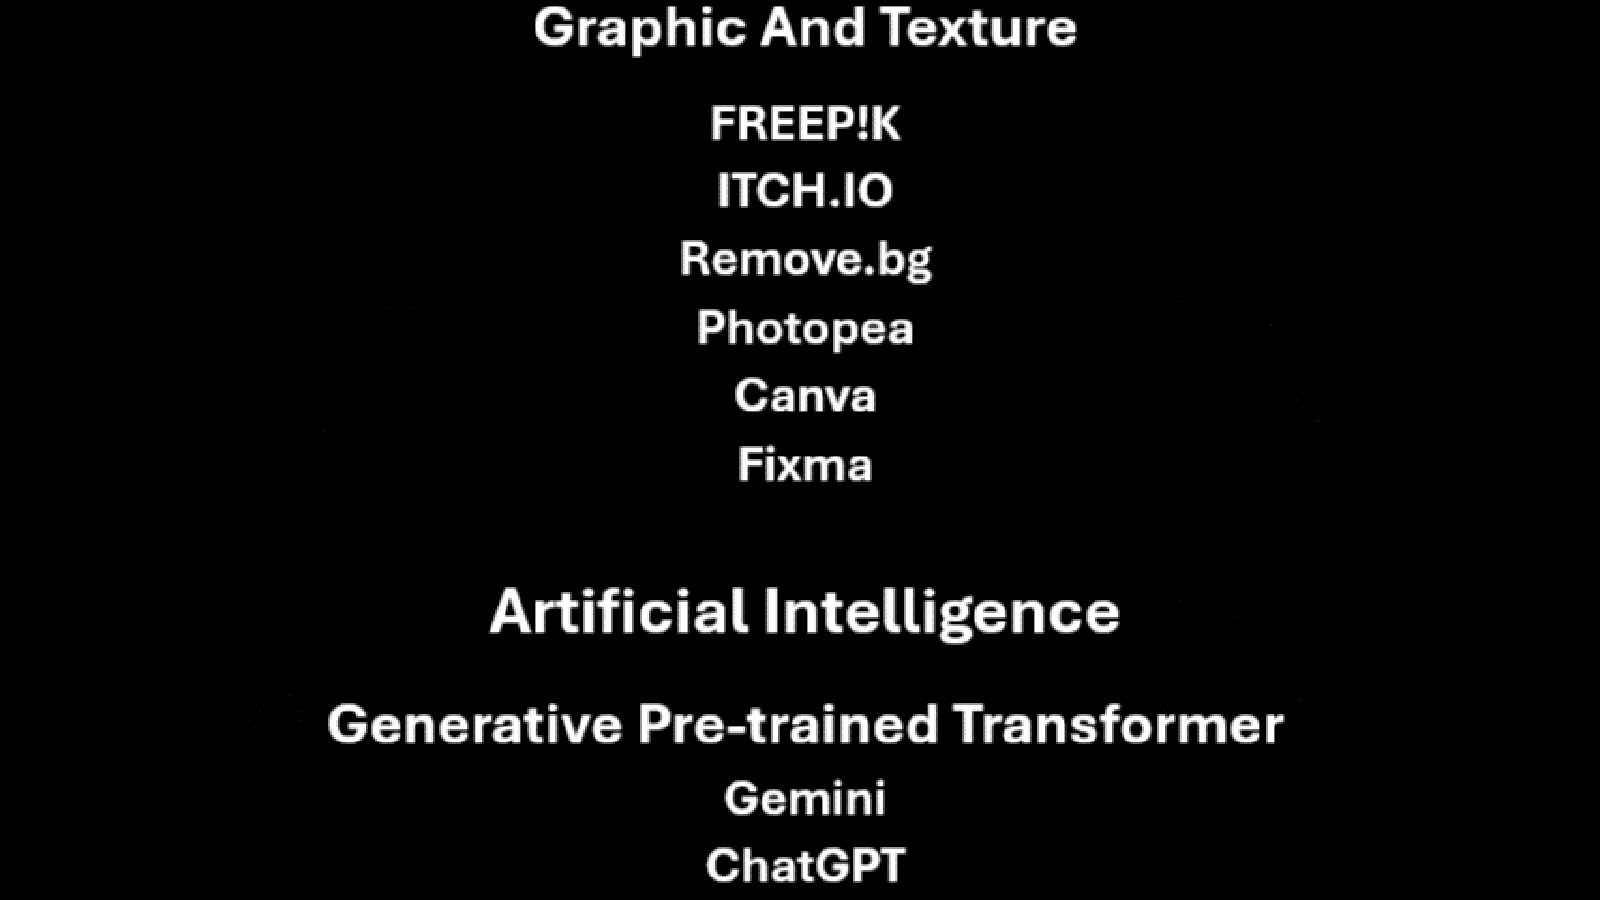 Graphic And Texture
FREEP!K
ITCH.IO
Remove.bg
Photopea
Canva
Fixma
Artificial Intelligence
Generative Pre-trained Transformer
Gemini
ChatGPT